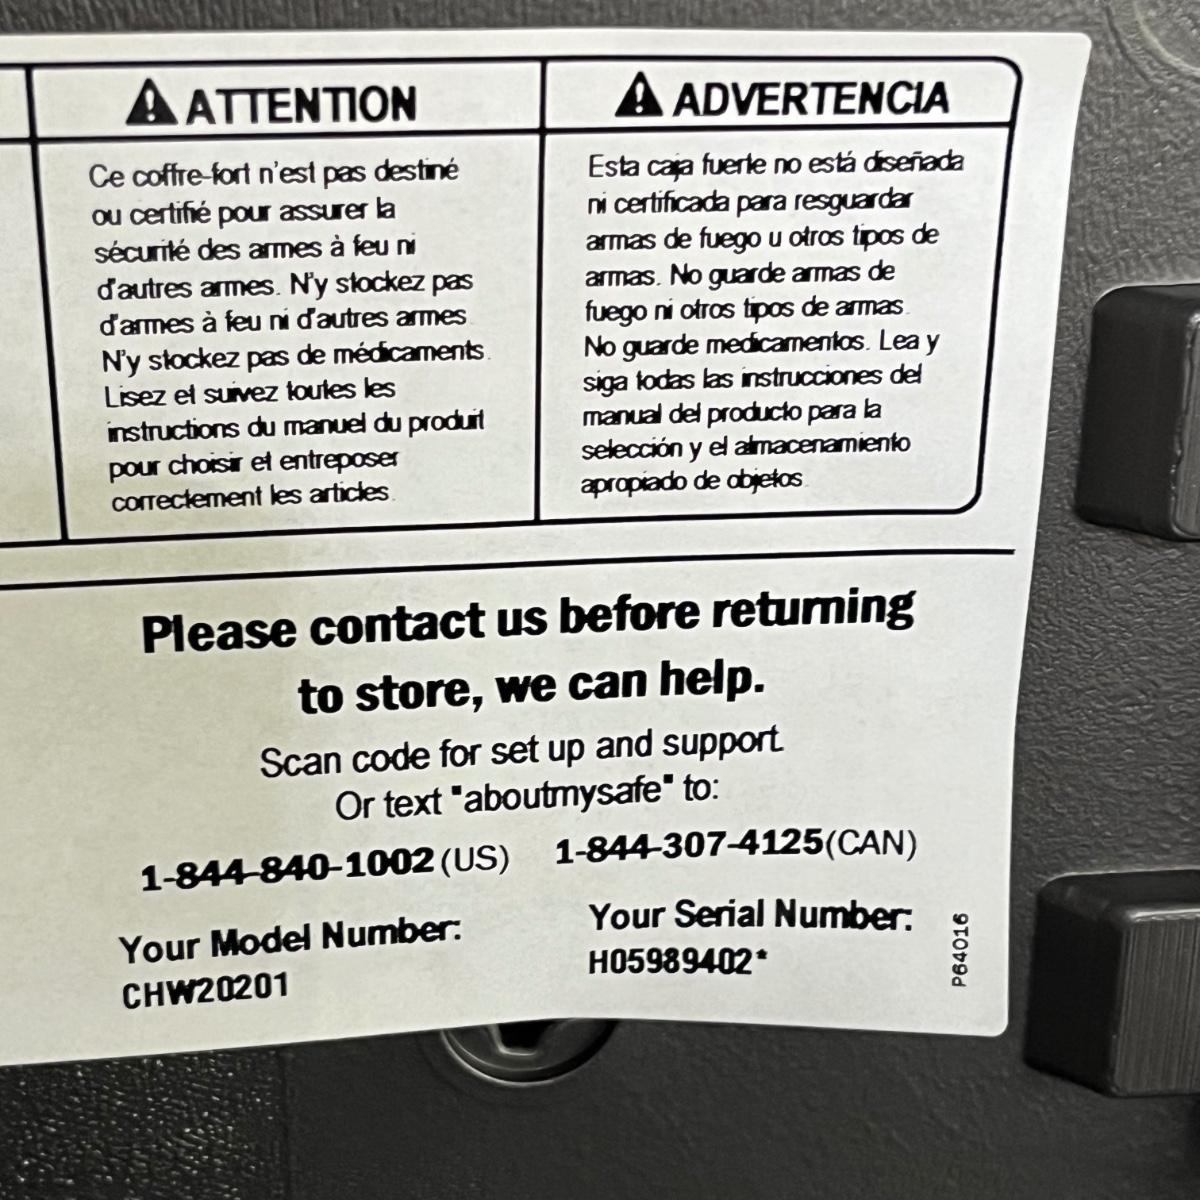 ⚠ ATTENTION
Ce coffre-fort n'est pas destiné
ou certifié pour assurer la
sécurité des armes à feu ni
d'autres armes. N'y stockez pas
d'armes à feu ni d'autres armes.
N'y stockez pas de médicaments.
Lisez et suivez toutes les
instructions du manuel du produit
pour choisir et entreposer
correctement les articles.
⚠ ADVERTENCIA
Esta caja fuerte no está diseñada
ni certificada para resguardar
armas de fuego u otros tipos de
armas. No guarde armas de
fuego ni otros tipos de armas.
No guarde medicamentos. Lea y
siga todas las instrucciones del
manual del producto para la
selección y el almacenamiento
apropiado de objetos.
Please contact us before returning
to store, we can help.
Scan code for set up and support.
Or text "aboutmysafe" to:
1-844-840-1002 (US) 1-844-307-4125(CAN)
Your Model Number:
CHW20201
Your Serial Number:
H05989402*
P64016